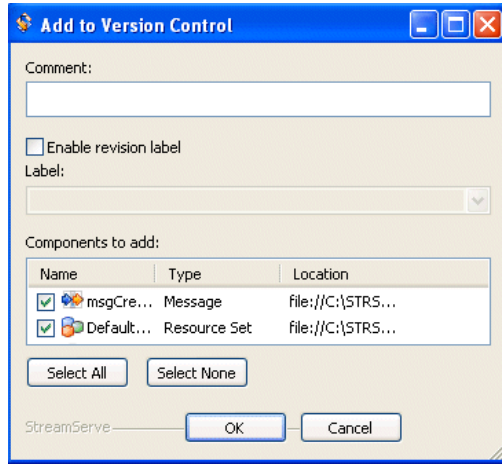 Add to Version Control
Comment:
Enable revision label
Label:
Components to add:
Name Type Location
msgCre... Message file://C:\STRS...
Default... Resource Set file://C:\STRS...
Select All Select None
StreamServe OK Cancel